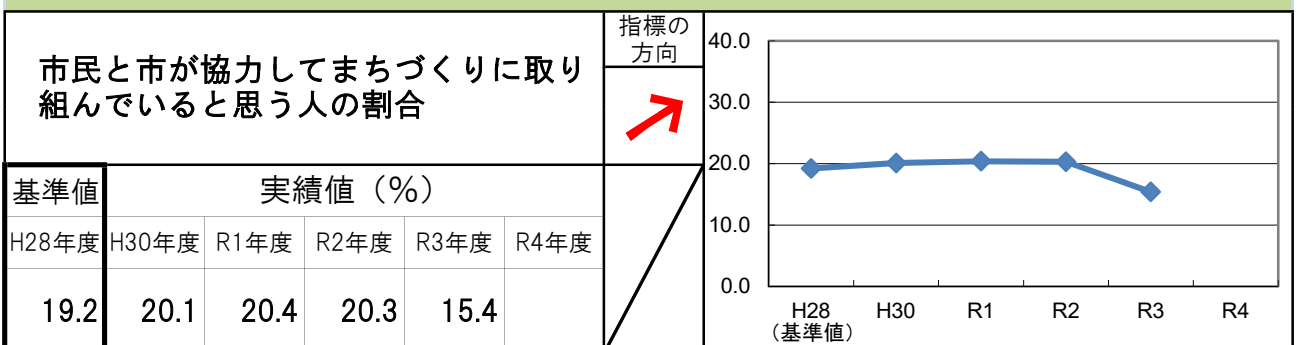 市民と市が協力してまちづくりに取り
組んでいると思う人の割合
指標の
方向
基準値
実績値（%）
H28年度 H30年度 R1年度 R2年度 R3年度 R4年度
19.2 20.1 20.4 20.3 15.4
40.0
30.0
20.0
10.0
0.0
H28 H30 R1 R2 R3 R4
（基準値）